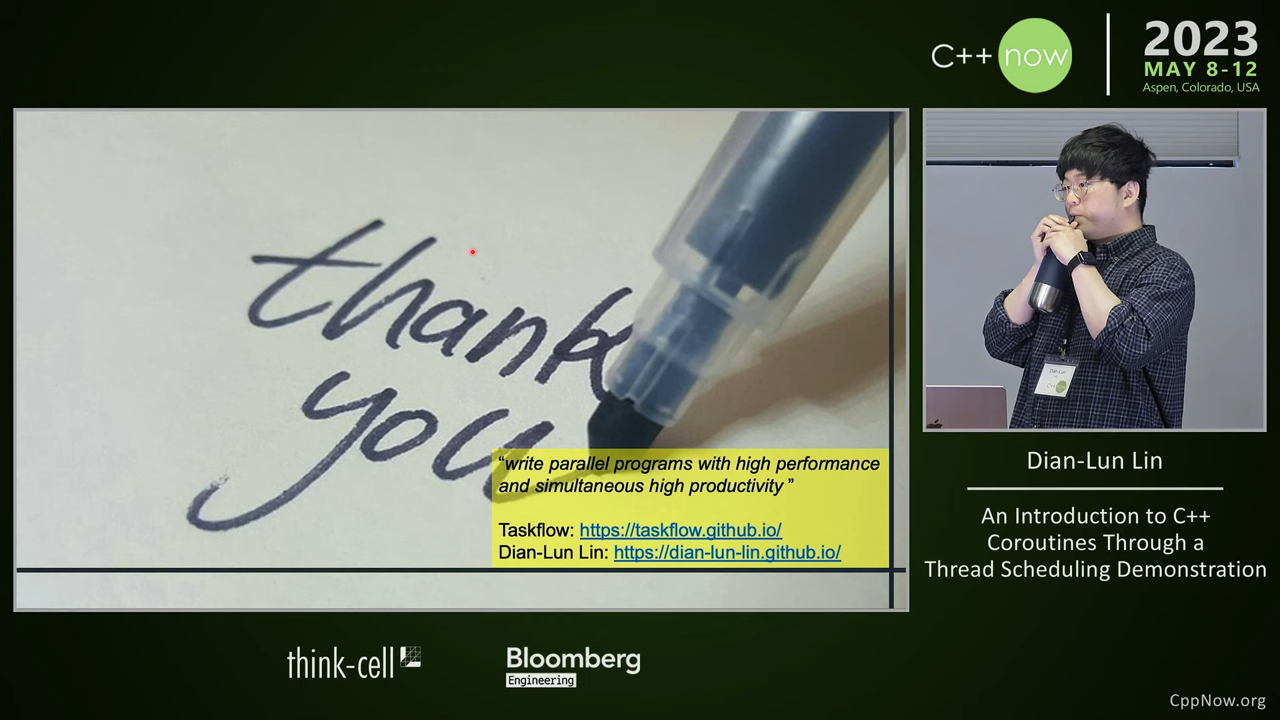 C++ now
2023
MAY 8-12
Aspen, Colorado, USA
thank
you
“write parallel programs with high performance
and simultaneous high productivity ”
Taskflow: https://taskflow.github.io/
Dian-Lun Lin: https://dian-lun-lin.github.io/
Dian-Lun
C++
Dian-Lun Lin
An Introduction to C++
Coroutines Through a
Thread Scheduling Demonstration
think-cell
Bloomberg
Engineering
CppNow.org